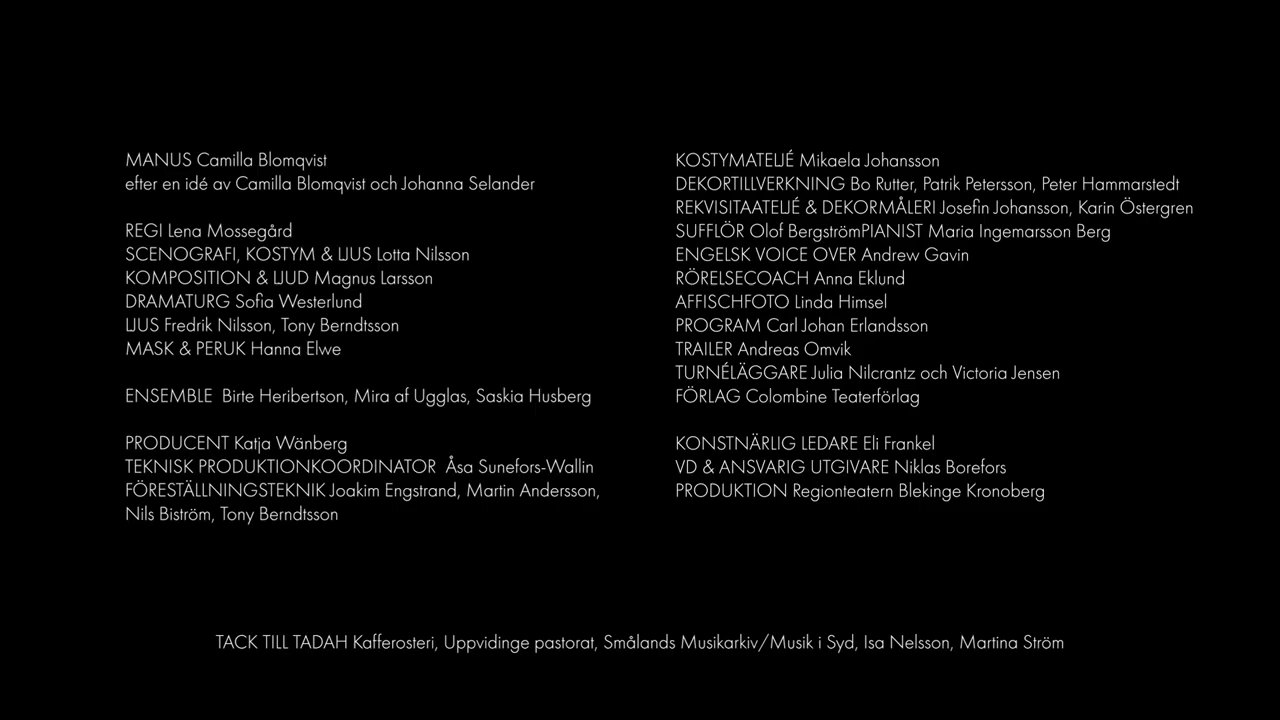 MANUS Camilla Blomqvist
efter en idé av Camilla Blomqvist och Johanna Selander
REGI Lena Mossegård
SCENOGRAFI, KOSTYM & LJUS Lotta Nilsson
KOMPOSITION & LJUD Magnus Larsson
DRAMATURG Sofia Westerlund
LJUS Fredrik Nilsson, Tony Berndtsson
MASK & PERUK Hanna Elwe
ENSEMBLE Birte Heribertson, Mira af Ugglas, Saskia Husberg
PRODUCENT Katja Wänberg
TEKNISK PRODUKTIONKOORDINATOR Åsa Sunefors-Wallin
FÖRESTÄLLNINGSTEKNIK Joakim Engstrand, Martin Andersson,
Nils Biström, Tony Berndtsson
KOSTYMATELJÉ Mikaela Johansson
DEKORTILLVERKNING Bo Rutter, Patrik Petersson, Peter Hammarstedt
REKVISITAATELJÉ & DEKORMÅLERI Josefin Johansson, Karin Östergren
SUFFLÖR Olof BergströmPIANIST Maria Ingemarsson Berg
ENGELSK VOICE OVER Andrew Gavin
RÖRELSECOACH Anna Eklund
AFFISCHFOTO Linda Himsel
PROGRAM Carl Johan Erlandsson
TRAILER Andreas Omvik
TURNÉLÄGGARE Julia Nilcrantz och Victoria Jensen
FÖRLAG Colombine Teaterförlag
KONSTNÄRLIG LEDARE Eli Frankel
VD & ANSVARIG UTGIVARE Niklas Borefors
PRODUKTION Regionteatern Blekinge Kronoberg
TACK TILL TADAH Kafferosteri, Uppvidinge pastorat, Smålands Musikarkiv/Musik i Syd, Isa Nelsson, Martina Ström